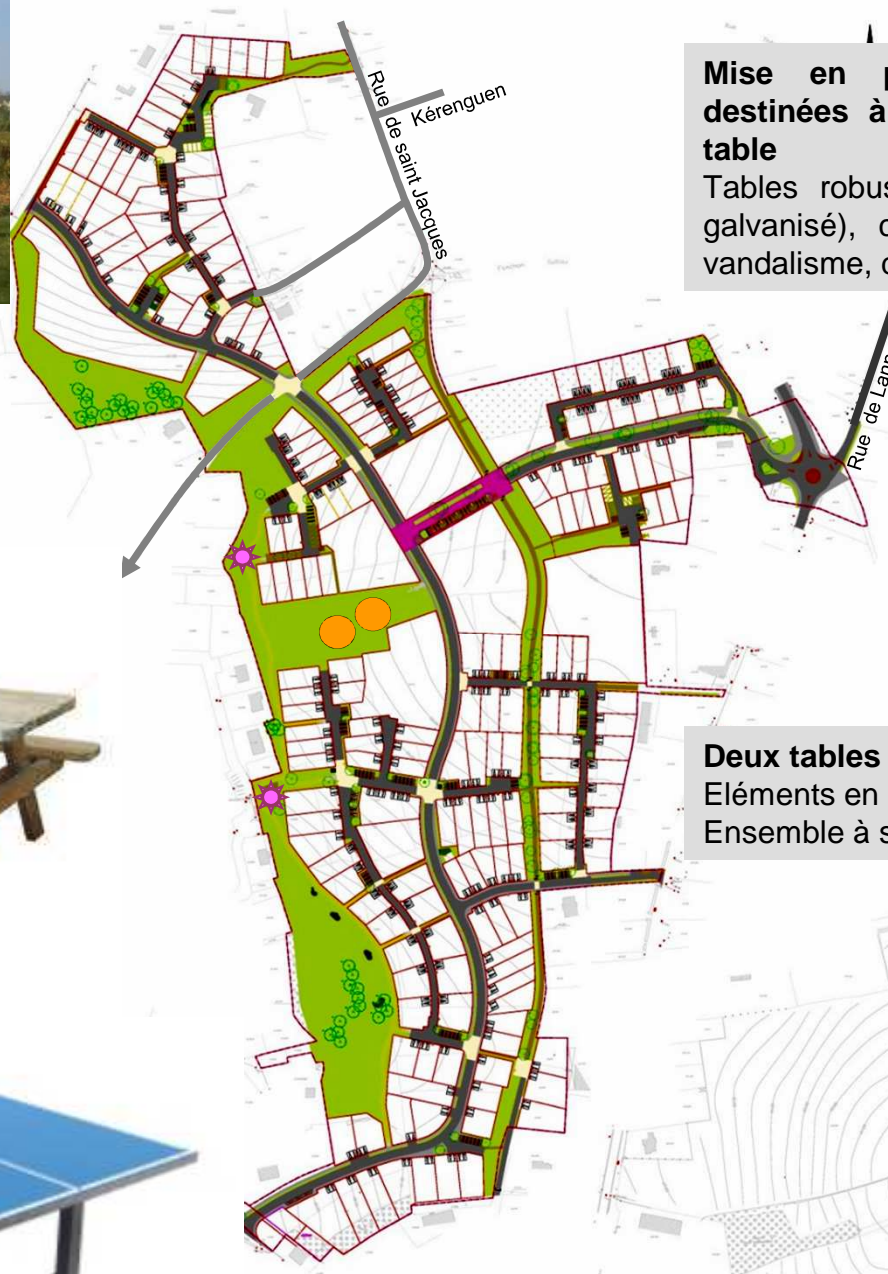 Rue de saint Jacques
Kérenguen
Mise en p
destinées à
table
Tables robus
galvanisé), c
vandalisme, c
Rue de Lann
Deux tables
Eléments en
Ensemble à s